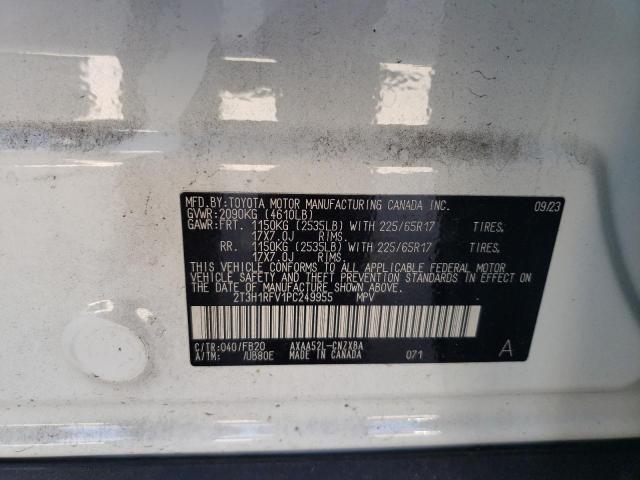 MFD.BY: TOYOTA MOTOR MANUFACTURING CANADA INC. 09/23
GVWR: 2090KG (4610LB)
GAWR: FRT. 1150KG (2535LB) WITH 225/65R17 TIRES.
17X7.0J RIMS.
RR. 1150KG (2535LB) WITH 225/65R17 TIRES.
17X7.0J RIMS.
THIS VEHICLE CONFORMS TO ALL APPLICABLE FEDERAL MOTOR
VEHICLE SAFETY AND THEFT PREVENTION STANDARDS IN EFFECT ON
THE DATE OF MANUFACTURE SHOWN ABOVE.
2T3H1RFV1PC249955 MPV
C/TR: 040/FB20 AXAA52L-CNZXBA
A/TM: /UB80E MADE IN CANADA 071 A